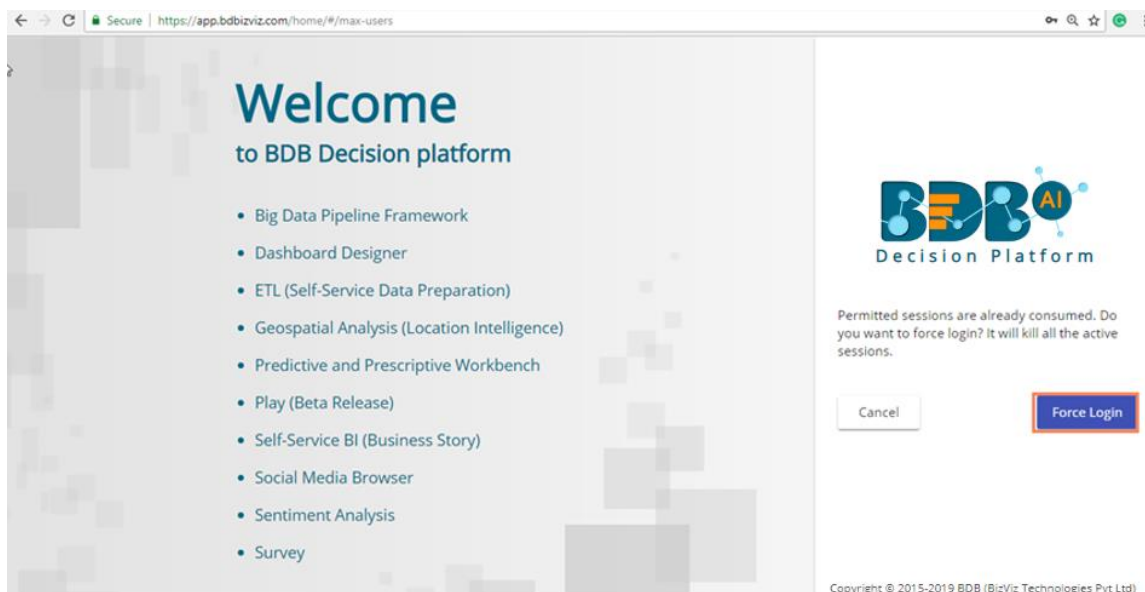 Secure | https://app.bdbizviz.com/home/#/max-users
Welcome
to BDB Decision platform
• Big Data Pipeline Framework
• Dashboard Designer
• ETL (Self-Service Data Preparation)
• Geospatial Analysis (Location Intelligence)
• Predictive and Prescriptive Workbench
• Play (Beta Release)
• Self-Service BI (Business Story)
• Social Media Browser
• Sentiment Analysis
• Survey
BDB AI
Decision Platform
Permitted sessions are already consumed. Do
you want to force login? It will kill all the active
sessions.
Cancel
Force Login
Copyright © 2015-2019 BDB (BizViz Technologies Pvt Ltd)